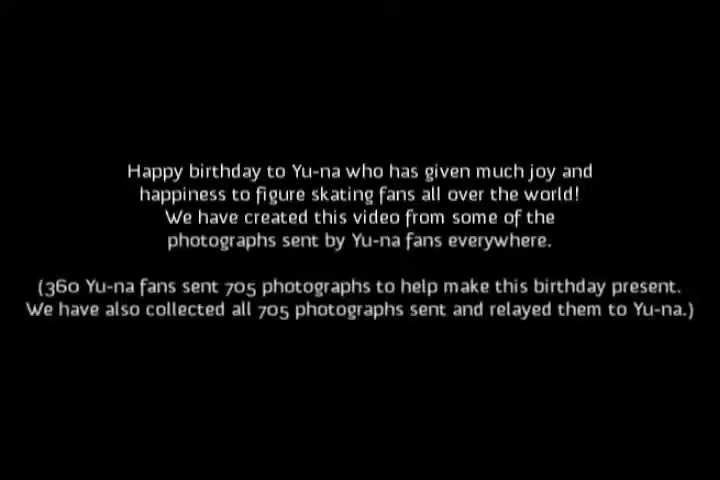 Happy birthday to Yu-na who has given much joy and
happiness to figure skating fans all over the world!
We have created this video from some of the
photographs sent by Yu-na fans everywhere.
(360 Yu-na fans sent 705 photographs to help make this birthday present.
We have also collected all 705 photographs sent and relayed them to Yu-na.)